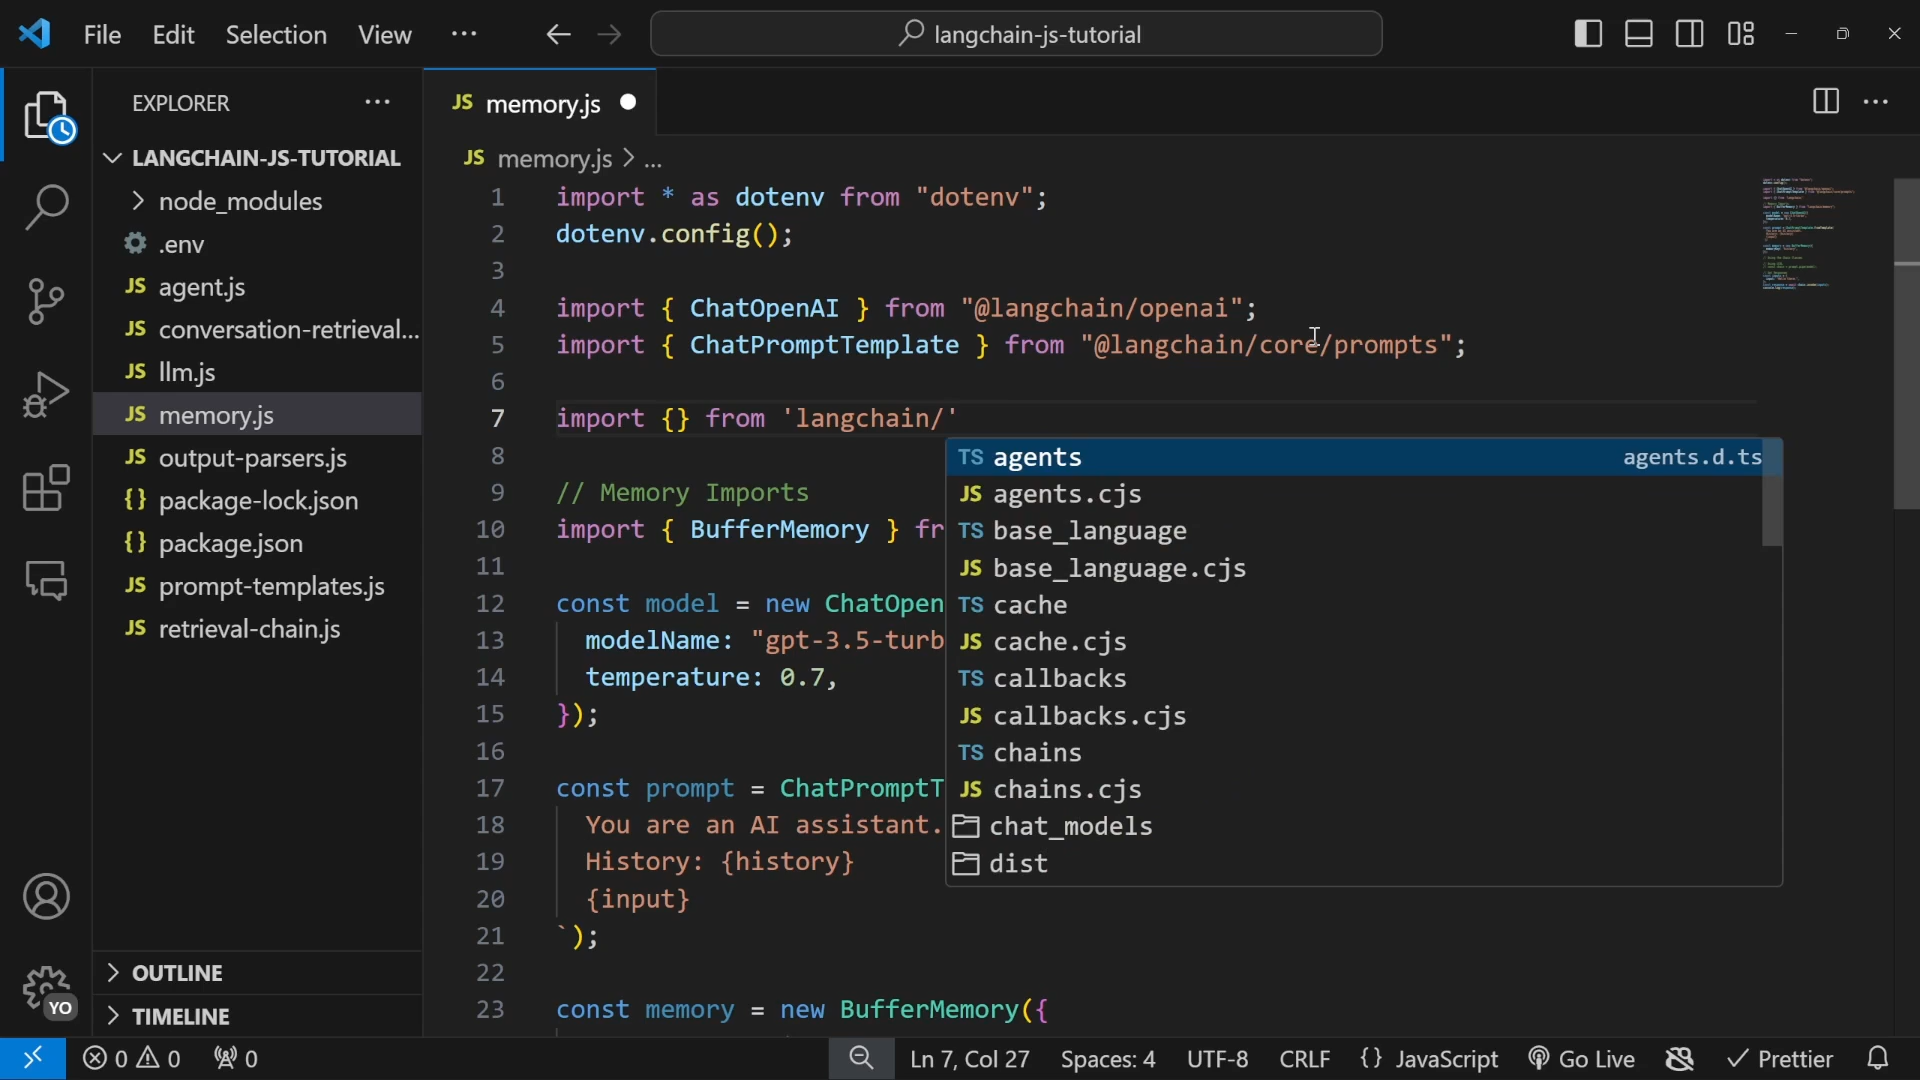 File Edit Selection View ... langchain-js-tutorial
EXPLORER ...
LANGCHAIN-JS-TUTORIAL
node_modules
.env
JS agent.js
JS conversation-retrieval...
JS llm.js
JS memory.js
JS output-parsers.js
{} package-lock.json
{} package.json
JS prompt-templates.js
JS retrieval-chain.js
OUTLINE
TIMELINE
YO
JS memory.js
JS memory.js > ...
1 import * as dotenv from "dotenv";
2 dotenv.config();
3
4 import { ChatOpenAI } from "@langchain/openai";
5 import { ChatPromptTemplate } from "@langchain/core/prompts";
6
7 import {} from 'langchain/'
8
9 // Memory Imports
10 import { BufferMemory } fr
11
12 const model = new ChatOpen
13 modelName: "gpt-3.5-turb
14 temperature: 0.7,
15 });
16
17 const prompt = ChatPromptT
18 You are an AI assistant.
19 History: {history}
20 {input}
21 `);
22
23 const memory = new BufferMemory({
TS agents agents.d.ts
JS agents.cjs
TS base_language
JS base_language.cjs
TS cache
JS cache.cjs
TS callbacks
JS callbacks.cjs
TS chains
JS chains.cjs
chat_models
dist
0 0 0 Ln 7, Col 27 Spaces: 4 UTF-8 CRLF {} JavaScript Go Live Prettier